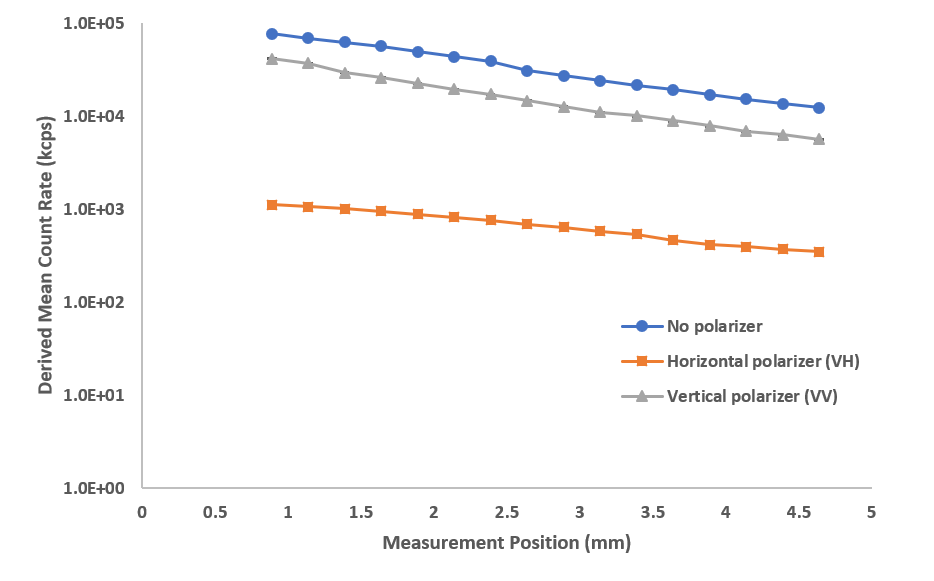 1.0E+05
1.0E+04
1.0E+03
1.0E+02
1.0E+01
1.0E+00
Derived Mean Count Rate (kcps)
No polarizer
Horizontal polarizer (VH)
Vertical polarizer (VV)
0 0.5 1 1.5 2 2.5 3 3.5 4 4.5 5
Measurement Position (mm)